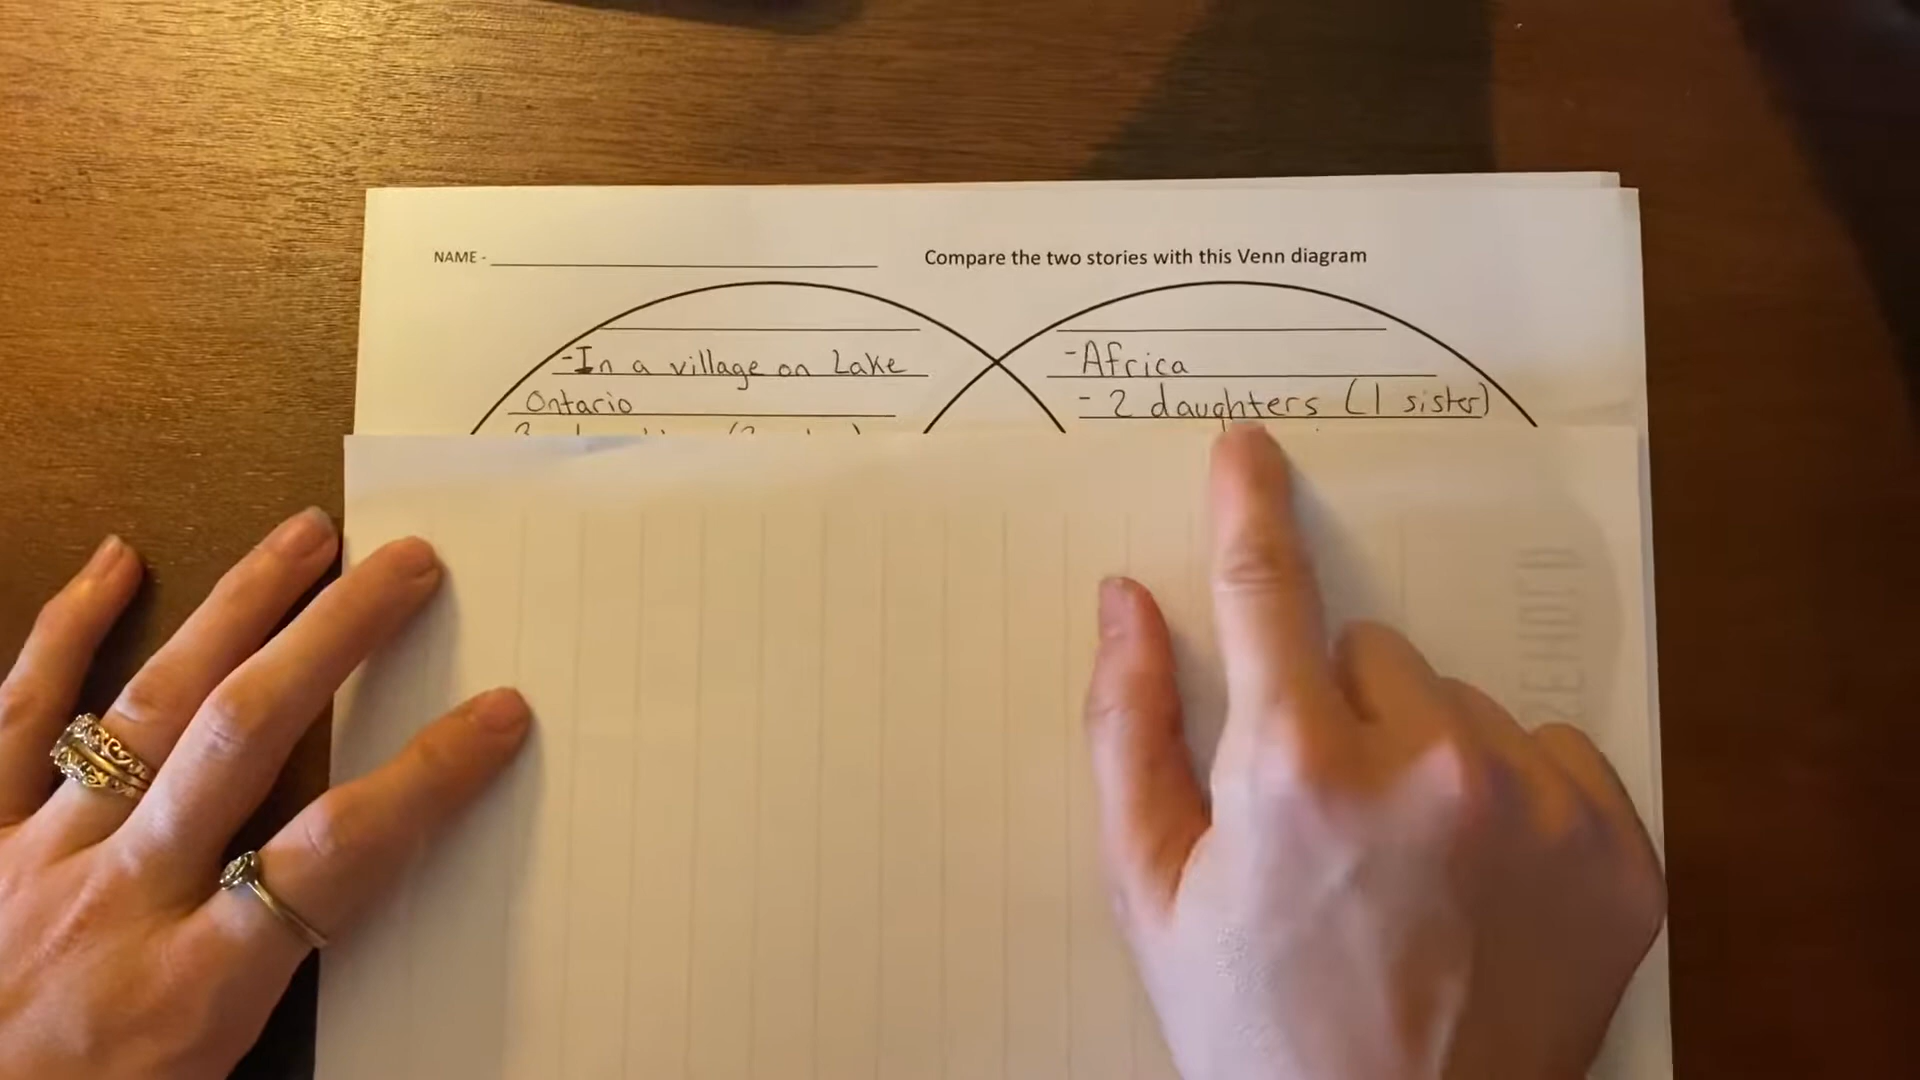 NAME - Compare the two stories with this Venn diagram
-In a village on Lake
Ontario
-Africa
- 2 daughters (1 sister)